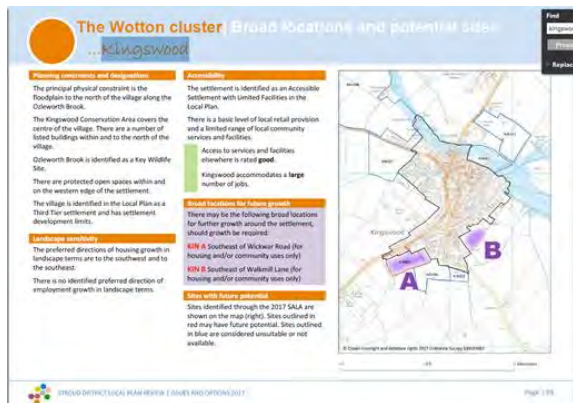 The Wotton cluster| Broad locations and potential sites
...Kingswood
Find
Replace
Planning constraints and designations
The principal physical constraint is the
floodplain to the north of the village along the
Ozleworth Brook.
The Kingswood Conservation Area covers the
centre of the village. There are a number of
listed buildings within and to the north of the
village.
Ozleworth Brook is identified as a Key Wildlife
Site.
There are protected open spaces within and
on the western edge of the settlement.
The village is identified in the Local Plan as a
Third Tier settlement and has settlement
development limits.
Landscape sensitivity
The preferred directions of housing growth in
landscape terms are to the southwest and to
the southeast.
There is no identified preferred direction of
employment growth in landscape terms.
Accessibility
The settlement is identified as an Accessible
Settlement with Limited Facilities in the
Local Plan.
There is a basic level of local retail provision
and a limited range of local community
services and facilities.
Access to services and facilities
elsewhere is rated good.
Kingswood accommodates a large
number of jobs.
Broad locations for future growth
There may be the following broad locations
for further growth around the settlement,
should growth be required:
KIN A Southeast of Wickwar Road (for
housing and/or community uses only)
KIN B Southeast of Walkmill Lane (for
housing and/or community uses only)
Sites with future potential
Sites identified through the 2017 SALA are
shown on the map (right). Sites outlined in
red may have future potential. Sites outlined
in blue are considered unsuitable or not
available.
Kingswood
A
B
STROUD DISTRICT LOCAL PLAN REVIEW | ISSUES AND OPTIONS 2017